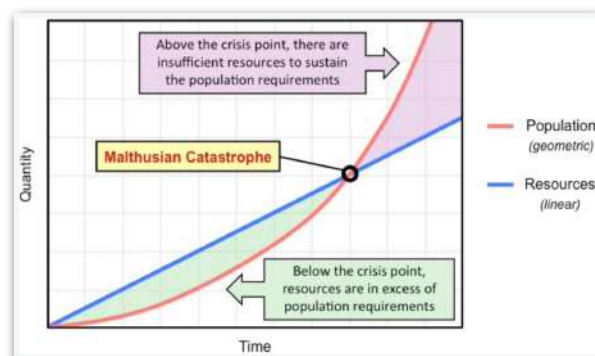 Above the crisis point, there are
insufficient resources to sustain
the population requirements
Malthusian Catastrophe
Quantity
Population
(geometric)
Resources
(linear)
Below the crisis point,
resources are in excess of
population requirements
Time